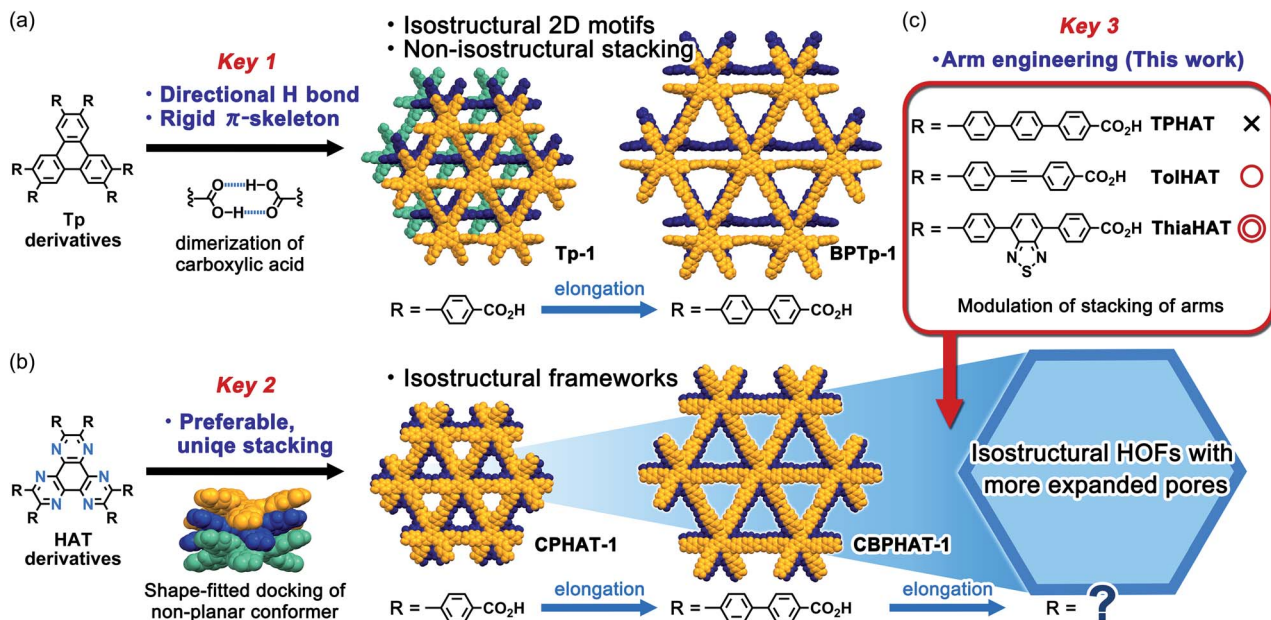 (a)
Key 1
• Directional H bond
• Rigid π-skeleton
R R
R R
R R
Tp
derivatives
O H-O
O-H O
dimerization of
carboxylic acid
• Isostructural 2D motifs
• Non-isostructural stacking
Tp-1
BPTp-1
R = CO2H
elongation
R = CO2H
(b)
Key 2
• Preferable,
uniqe stacking
R R
N N
R N N R
R N N R
HAT
derivatives
Shape-fitted docking of
non-planar conformer
• Isostructural frameworks
CPHAT-1
CBPHAT-1
R = CO2H
elongation
R = CO2H
elongation
R = ?
(c)
Key 3
•Arm engineering (This work)
R = CO2H TPHAT ×
R = CO2H TolHAT ○
R = CO2H ThiaHAT ◎
N N
S
Modulation of stacking of arms
Isostructural HOFs with
more expanded pores